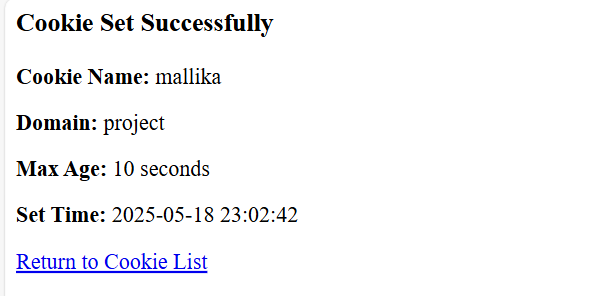 Cookie Set Successfully
Cookie Name: mallika
Domain: project
Max Age: 10 seconds
Set Time: 2025-05-18 23:02:42
Return to Cookie List